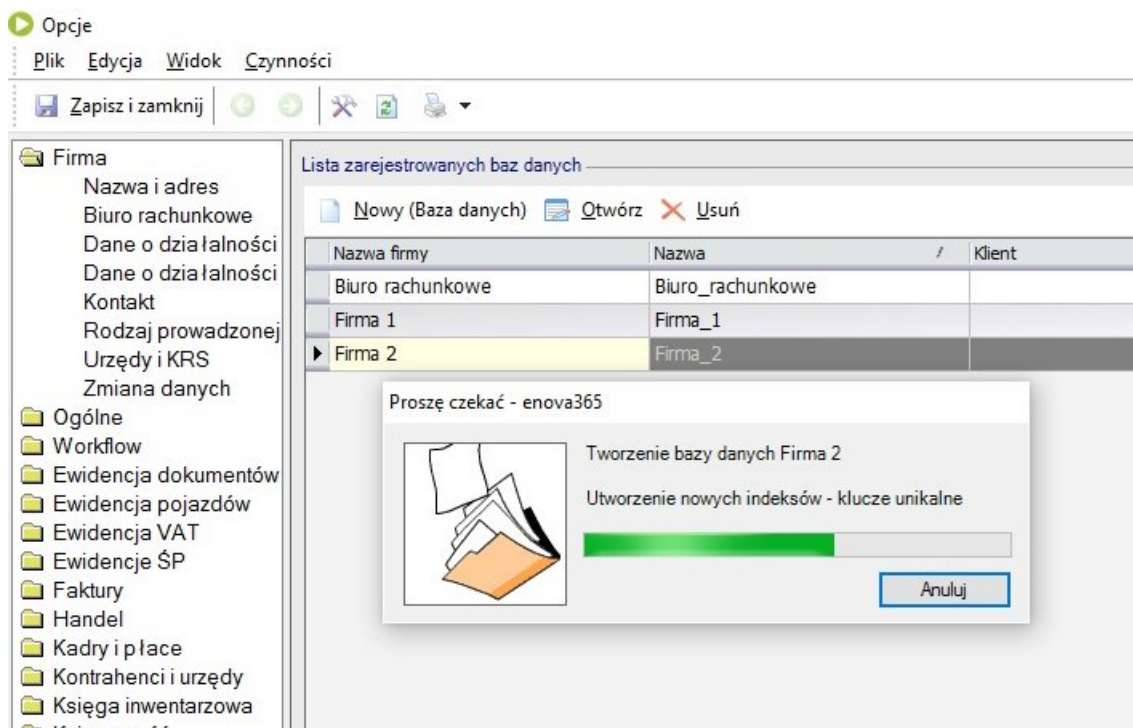 Opcje
Plik Edycja Widok Czynności
Zapisz i zamknij
Firma
Nazwa i adres
Biuro rachunkowe
Dane o działalności
Dane o działalności
Kontakt
Rodzaj prowadzonej
Urzędy i KRS
Zmiana danych
Ogólne
Workflow
Ewidencja dokumentów
Ewidencja pojazdów
Ewidencja VAT
Ewidencje ŚP
Faktury
Handel
Kadry i płace
Kontrahenci i urzędy
Księga inwentarzowa
Lista zarejestrowanych baz danych
Nowy (Baza danych) Otwórz Usuń
Nazwa firmy Nazwa Klient
Biuro rachunkowe Biuro_rachunkowe
Firma 1 Firma_1
Firma 2 Firma_2
Proszę czekać - enova365
Tworzenie bazy danych Firma 2
Utworzenie nowych indeksów - klucze unikalne
Anuluj